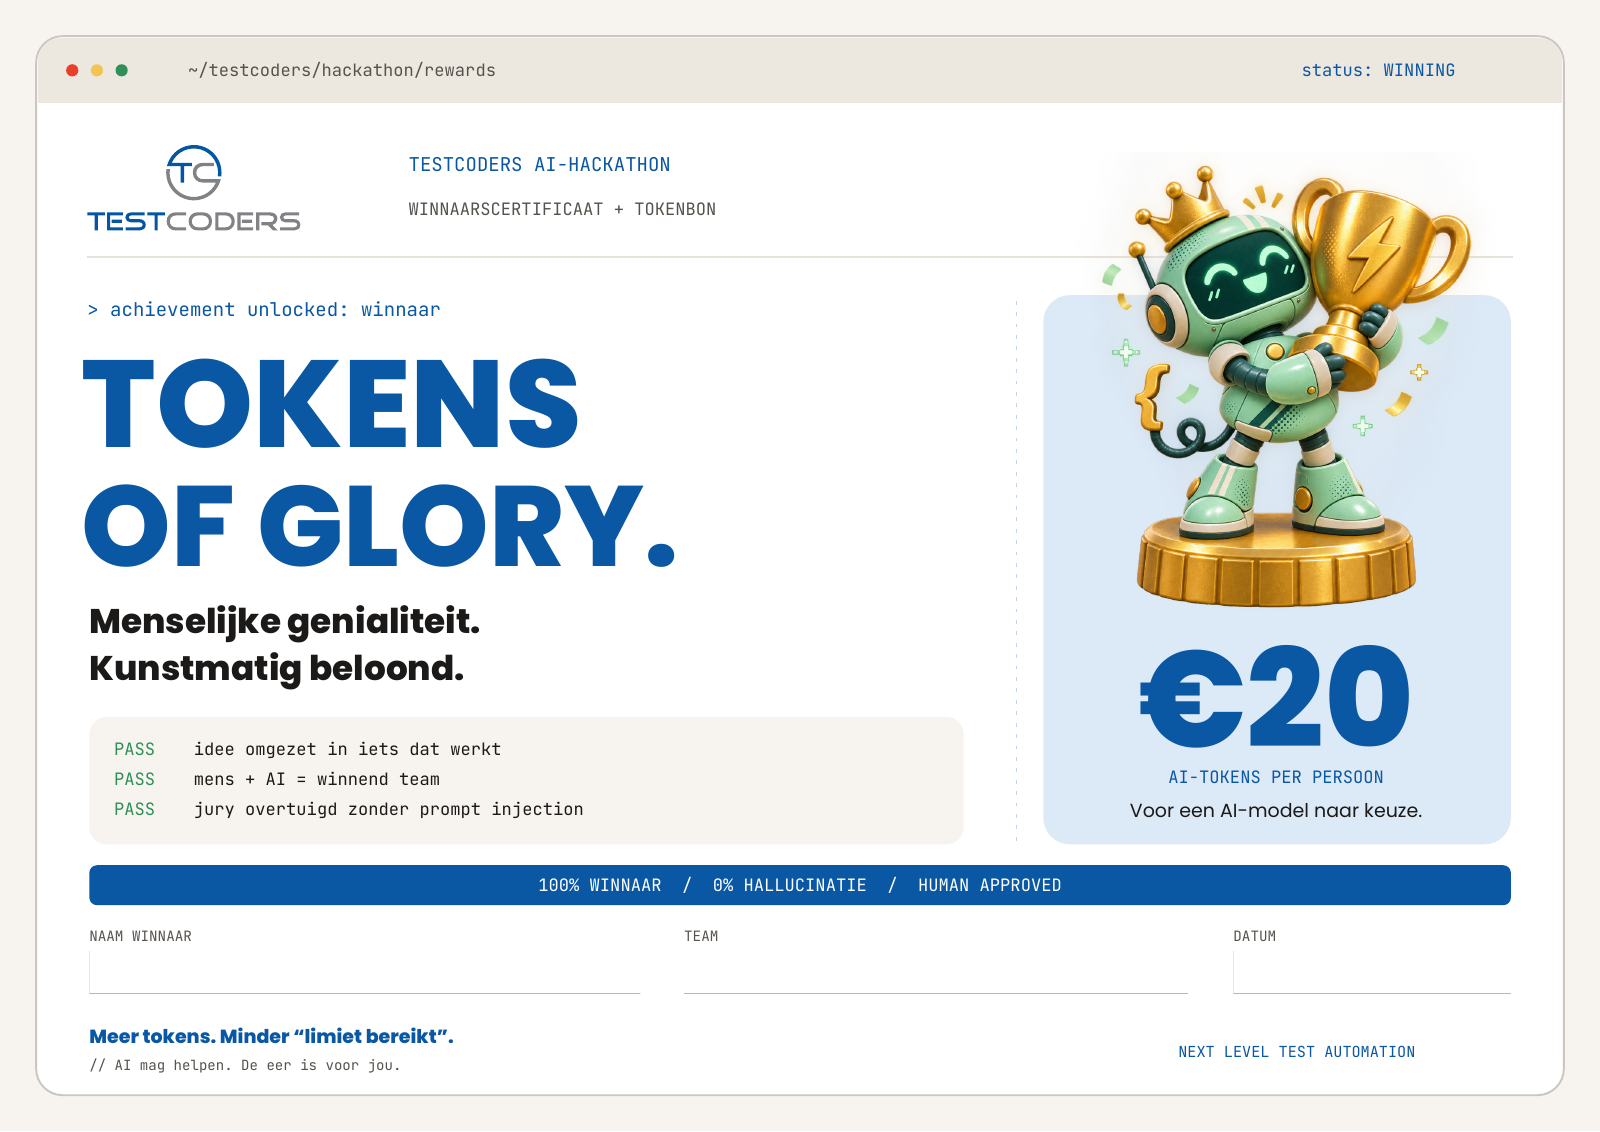 ~/testcoders/hackathon/rewards
status: WINNING
TC
TESTCODERS
TESTCODERS AI-HACKATHON
WINNAARSCERTIFICAAT + TOKENBON
> achievement unlocked: winnaar
TOKENS
OF GLORY.
Menselijke genialiteit.
Kunstmatig beloond.
PASS idee omgezet in iets dat werkt
PASS mens + AI = winnend team
PASS jury overtuigd zonder prompt injection
{
€20
AI-TOKENS PER PERSOON
Voor een AI-model naar keuze.
100% WINNAAR / 0% HALLUCINATIE / HUMAN APPROVED
NAAM WINNAAR
TEAM
DATUM
Meer tokens. Minder “limiet bereikt”.
// AI mag helpen. De eer is voor jou.
NEXT LEVEL TEST AUTOMATION